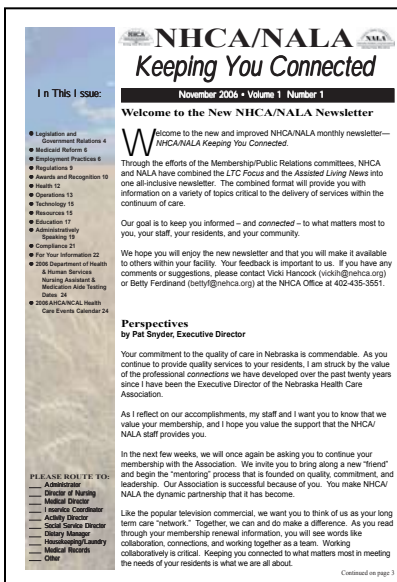 NHCA/NALA
Keeping You Connected
November 2006 • Volume 1 Number 1
In This Issue:
Legislation and
Government Relations 4
Medicaid Reform 6
Employment Practices 6
Regulations 9
Awards and Recognition 10
Health 12
Operations 13
Technology 15
Resources 15
Education 17
Administratively
Speaking 19
Compliance 21
For Your Information 22
2006 Department of Health
& Human Services
Nursing Assistant &
Medication Aide Testing
Dates 24
2006 AHCA/NCAL Health
Care Events Calendar 24
PLEASE ROUTE TO:
___ Administrator
___ Director of Nursing
___ Medical Director
___ Inservice Coordinator
___ Activity Director
___ Social Service Director
___ Dietary Manager
___ Housekeeping/Laundry
___ Medical Records
___ Other
Welcome to the New NHCA/NALA Newsletter
Welcome to the new and improved NHCA/NALA monthly newsletter—
NHCA/NALA Keeping You Connected.
Through the efforts of the Membership/Public Relations committees, NHCA
and NALA have combined the LTC Focus and the Assisted Living News into
one all-inclusive newsletter. The combined format will provide you with
information on a variety of topics critical to the delivery of services within the
continuum of care.
Our goal is to keep you informed – and connected – to what matters most to
you, your staff, your residents, and your community.
We hope you will enjoy the new newsletter and that you will make it available
to others within your facility. Your feedback is important to us. If you have any
comments or suggestions, please contact Vicki Hancock (vickih@nehca.org)
or Betty Ferdinand (bettyf@nehca.org) at the NHCA Office at 402-435-3551.
Perspectives
by Pat Snyder, Executive Director
Your commitment to the quality of care in Nebraska is commendable. As you
continue to provide quality services to your residents, I am struck by the value
of the professional connections we have developed over the past twenty years
since I have been the Executive Director of the Nebraska Health Care
Association.
As I reflect on our accomplishments, my staff and I want you to know that we
value your membership, and I hope you value the support that the NHCA/
NALA staff provides you.
In the next few weeks, we will once again be asking you to continue your
membership with the Association. We invite you to bring along a new "friend"
and begin the "mentoring" process that is founded on quality, commitment, and
leadership. Our Association is successful because of you. You make NHCA/
NALA the dynamic partnership that it has become.
Like the popular television commercial, we want you to think of us as your long
term care "network." Together, we can and do make a difference. As you read
through your membership renewal information, you will see words like
collaboration, connections, and working together as a team. Working
collaboratively is critical. Keeping you connected to what matters most in meeting
the needs of your residents is what we are all about.
Continued on page 3